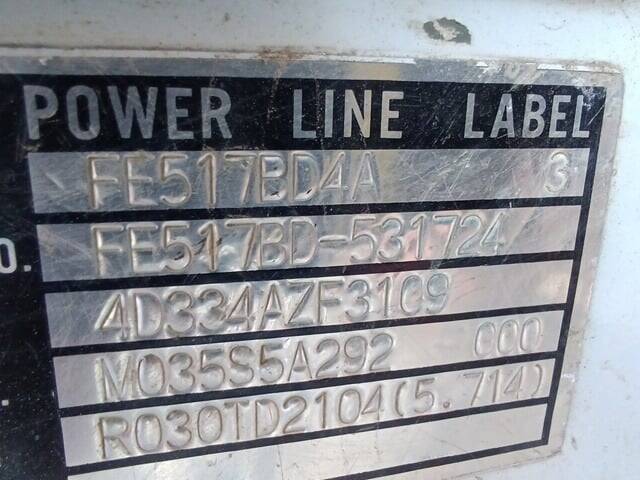 POWER LINE LABEL
FE517BD4A 3
O. FE517BD-531724
4D334AZF3109
M035S5A292 000
R030TD2104(5.714)